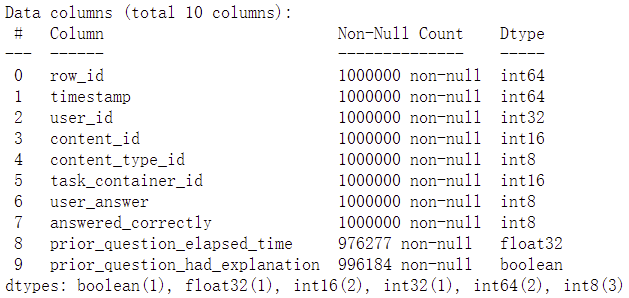 Data columns (total 10 columns):
 #   Column                          Non-Null Count    Dtype
---  ------                          --------------    -----
 0   row_id                          1000000 non-null  int64
 1   timestamp                       1000000 non-null  int64
 2   user_id                         1000000 non-null  int32
 3   content_id                      1000000 non-null  int16
 4   content_type_id                 1000000 non-null  int8
 5   task_container_id               1000000 non-null  int16
 6   user_answer                     1000000 non-null  int8
 7   answered_correctly              1000000 non-null  int8
 8   prior_question_elapsed_time     976277 non-null   float32
 9   prior_question_had_explanation  996184 non-null   boolean
dtypes: boolean(1), float32(1), int16(2), int32(1), int64(2), int8(3)